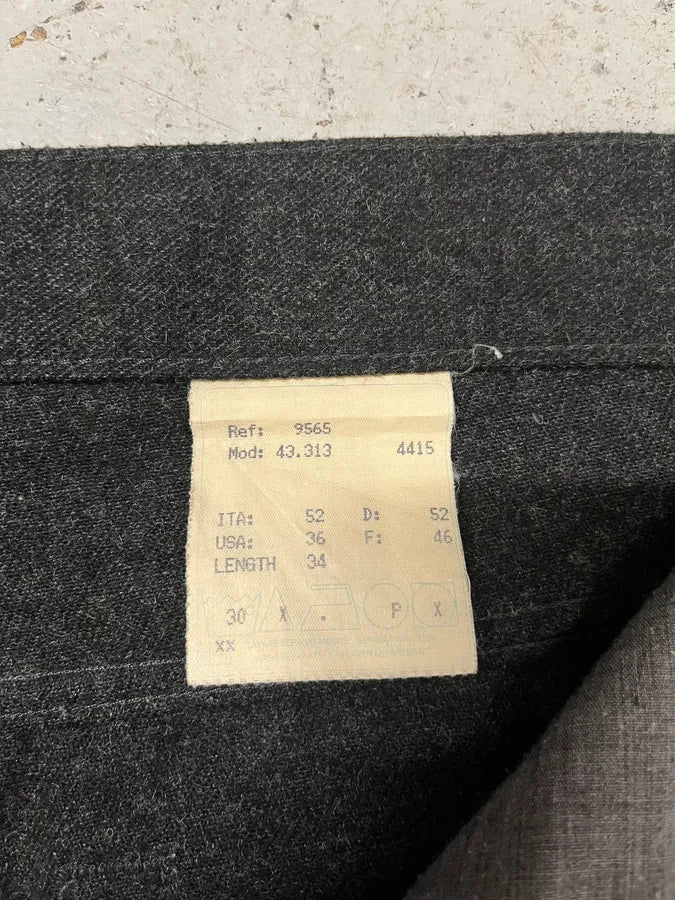 Ref: 9565
Mod: 43.313 4415
ITA: 52 D: 52
USA: 36 F: 46
LENGTH 34
30 X . P X
XX